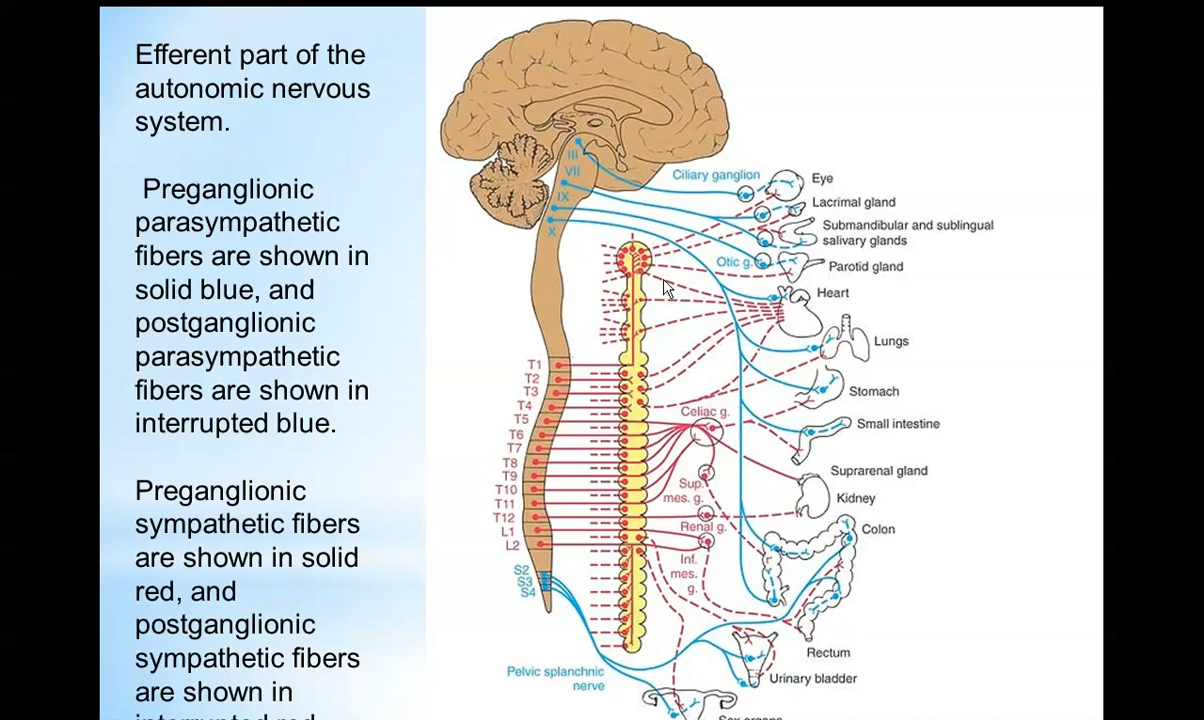 Efferent part of the
autonomic nervous
system.
Preganglionic
parasympathetic
fibers are shown in
solid blue, and
postganglionic
parasympathetic
fibers are shown in
interrupted blue.
Preganglionic
sympathetic fibers
are shown in solid
red, and
postganglionic
sympathetic fibers
are shown in
interrupted red
III
VII
IX
X
Ciliary ganglion
Eye
Lacrimal gland
Submandibular and sublingual
salivary glands
Otic g.
Parotid gland
Heart
Lungs
Stomach
Small intestine
Suprarenal gland
Kidney
Colon
Rectum
Urinary bladder
Sex organs
T1
T2
T3
T4
T5
T6
T7
T8
T9
T10
T11
T12
L1
L2
S2
S3
S4
Celiac g.
Sup.
mes. g.
Renal g.
Inf.
mes.
g.
Pelvic splanchnic
nerve